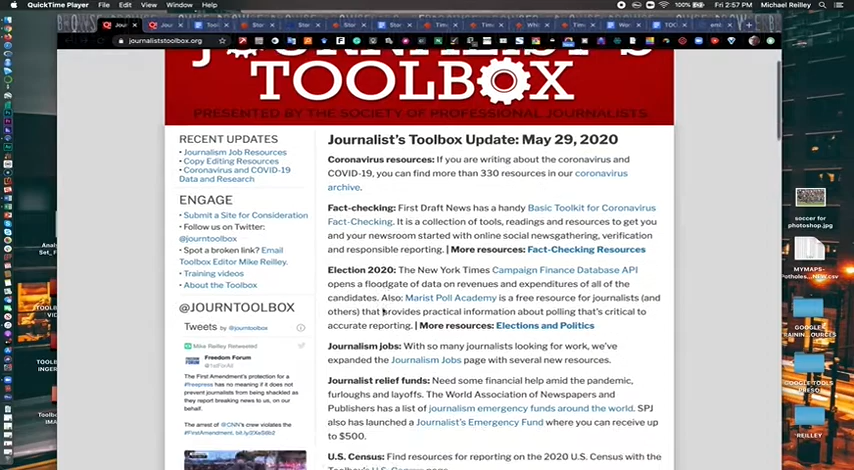 QuickTime Player File Edit View Window Help 100% Fri 2:57 PM Michael Reilley
journaliststoolbox.org
JOURNALIST'S
TOOLBOX
PRESENTED BY THE SOCIETY OF PROFESSIONAL JOURNALISTS
RECENT UPDATES
• Journalism Job Resources
• Copy Editing Resources
• Coronavirus and COVID-19
Data and Research
ENGAGE
• Submit a Site for Consideration
• Follow us on Twitter:
@journtoolbox
• Spot a broken link? Email
Toolbox Editor Mike Reilley.
• Training videos
• About the Toolbox
@JOURNTOOLBOX
Tweets by @journtoolbox
Mike Reilley Retweeted
Freedom Forum
The First Amendment's protection for a
#freepress has no meaning if it does not
prevent journalists from being shackled as
they report breaking news to us, on our
behalf.
The arrest of @CNN's crew violates the
#FirstAmendment.
Journalist's Toolbox Update: May 29, 2020
Coronavirus resources: If you are writing about the coronavirus and
COVID-19, you can find more than 330 resources in our coronavirus
archive.
Fact-checking: First Draft News has a handy Basic Toolkit for Coronavirus
Fact-Checking. It is a collection of tools, readings and resources to get you
and your newsroom started with online social newsgathering, verification
and responsible reporting. | More resources: Fact-Checking Resources
Election 2020: The New York Times Campaign Finance Database API
opens a floodgate of data on revenues and expenditures of all of the
candidates. Also: Marist Poll Academy is a free resource for journalists (and
others) that provides practical information about polling that's critical to
accurate reporting. | More resources: Elections and Politics
Journalism jobs: With so many journalists looking for work, we've
expanded the Journalism Jobs page with several new resources.
Journalist relief funds: Need some financial help amid the pandemic,
furloughs and layoffs. The World Association of Newspapers and
Publishers has a list of journalism emergency funds around the world. SPJ
also has launched a Journalist's Emergency Fund where you can receive up
to $500.
U.S. Census: Find resources for reporting on the 2020 U.S. Census with the
soccer for
photoshop.jpg
GOOGLE TOOLS
REILLEY